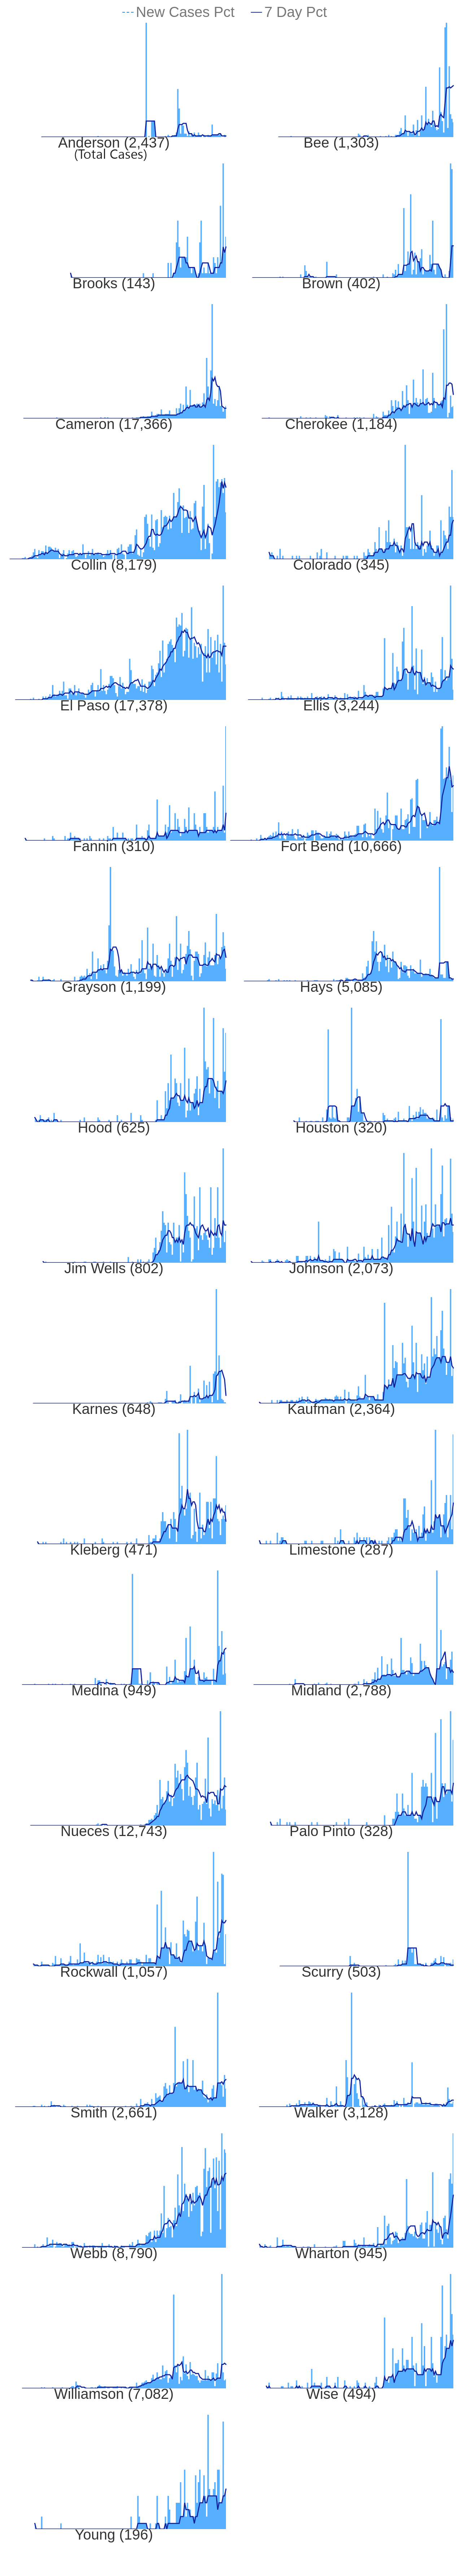 New Cases Pct 7 Day Pct
Anderson (2,437) Bee (1,303)
(Total Cases)
Brooks (143) Brown (402)
Cameron (17,366) Cherokee (1,184)
Collin (8,179) Colorado (345)
El Paso (17,378) Ellis (3,244)
Fannin (310) Fort Bend (10,666)
Grayson (1,199) Hays (5,085)
Hood (625) Houston (320)
Jim Wells (802) Johnson (2,073)
Karnes (648) Kaufman (2,364)
Kleberg (471) Limestone (287)
Medina (949) Midland (2,788)
Nueces (12,743) Palo Pinto (328)
Rockwall (1,057) Scurry (503)
Smith (2,661) Walker (3,128)
Webb (8,790) Wharton (945)
Williamson (7,082) Wise (494)
Young (196)